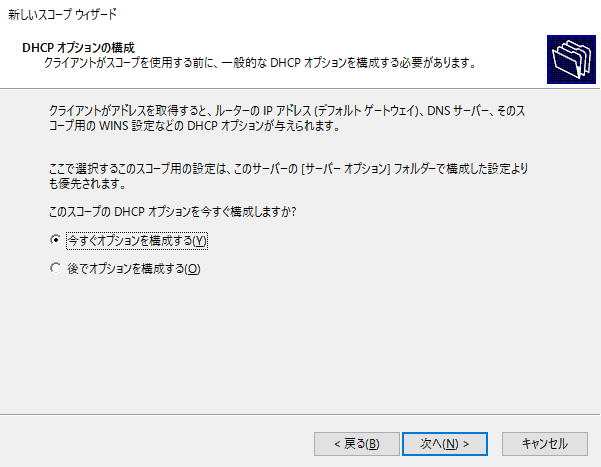 新しいスコープ ウィザード
DHCP オプションの構成
クライアントがスコープを使用する前に、一般的な DHCP オプションを構成する必要があります。
クライアントがアドレスを取得すると、ルーターの IP アドレス (デフォルト ゲートウェイ)、DNS サーバー、そのス
コープ用の WINS 設定などの DHCP オプションが与えられます。
ここで選択するこのスコープ用の設定は、このサーバーの [サーバー オプション] フォルダーで構成した設定より
も優先されます。
このスコープの DHCP オプションを今すぐ構成しますか?
今すぐオプションを構成する(Y)
後でオプションを構成する(O)
< 戻る(B) 次へ(N) > キャンセル